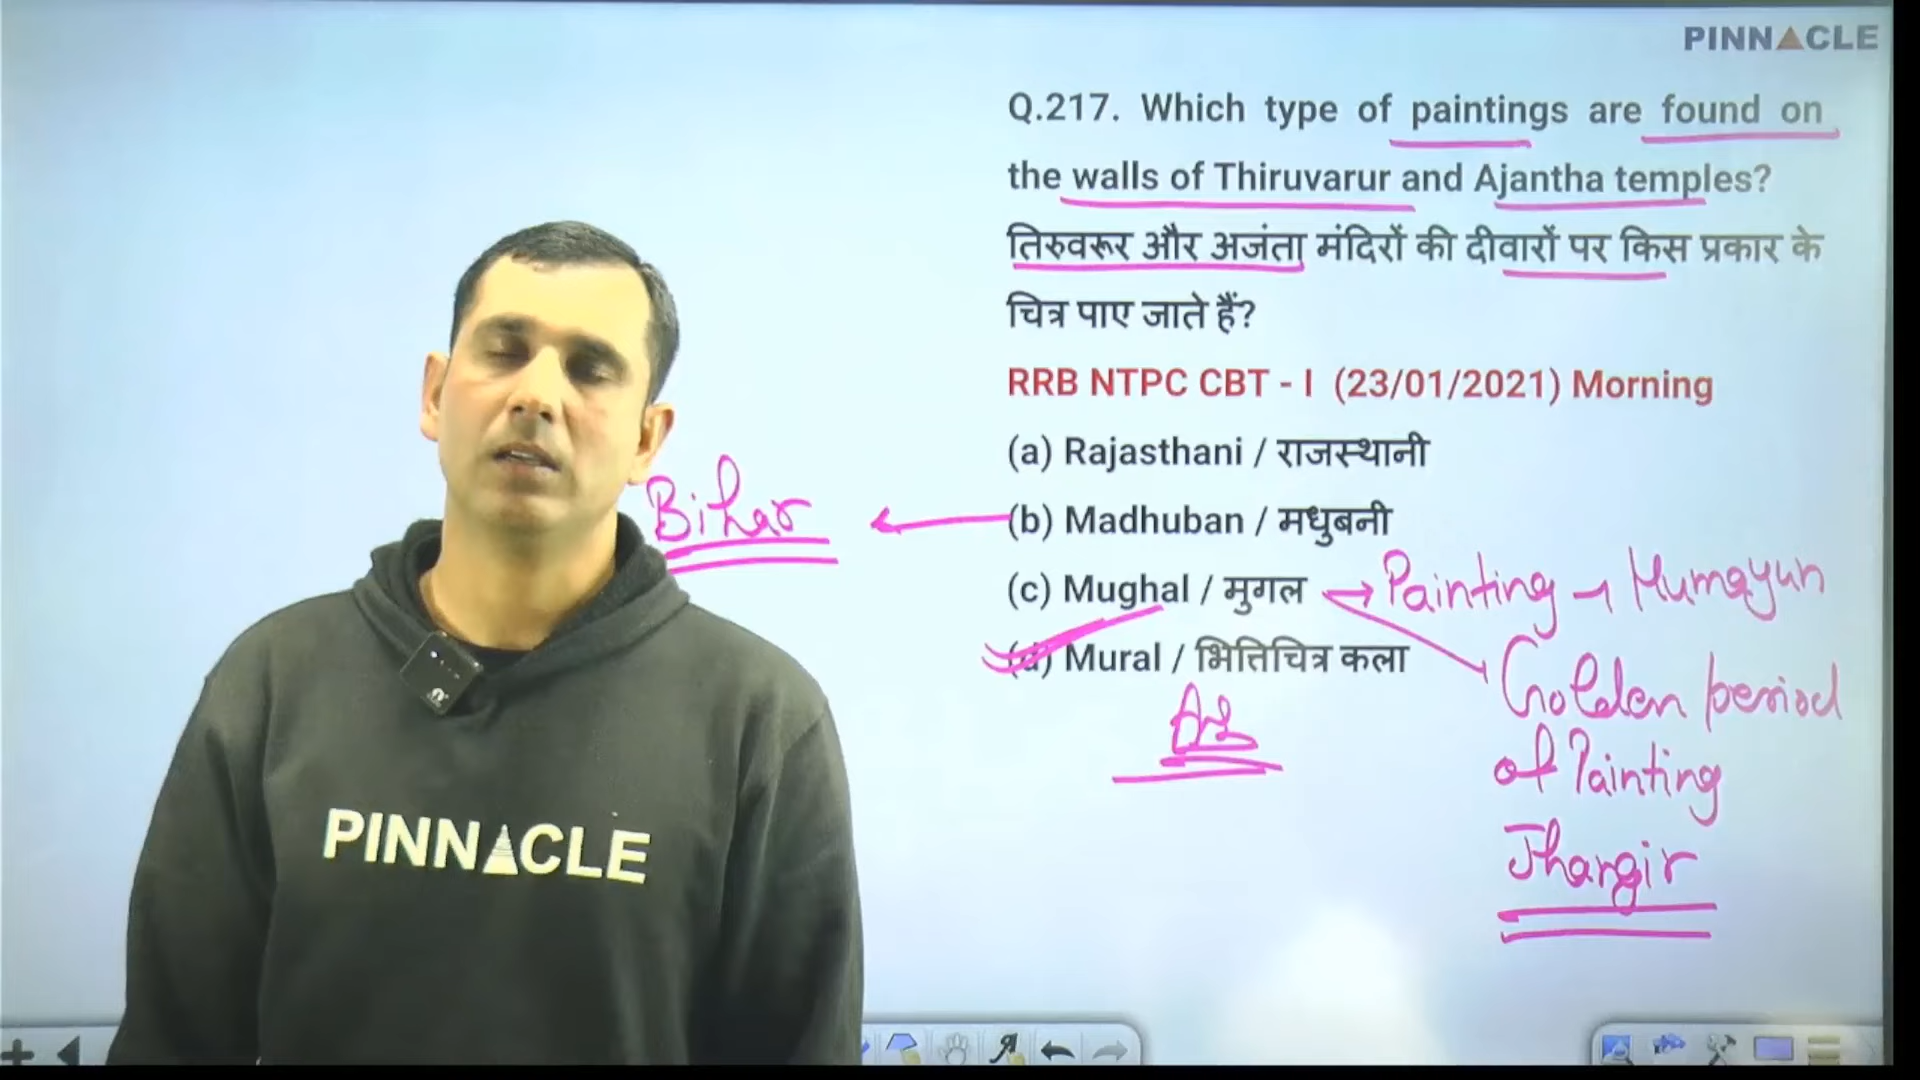 PINNACLE
Q.217. Which type of paintings are found on
the walls of Thiruvarur and Ajantha temples?
तिरुवरूर और अजंता मंदिरों की दीवारों पर किस प्रकार के
चित्र पाए जाते हैं?
RRB NTPC CBT - I (23/01/2021) Morning
(a) Rajasthani / राजस्थानी
Bihar
(b) Madhuban / मधुबनी
(c) Mughal / मुगल → Painting → Humayun
(d) Mural / भित्तिचित्र कला
Golden period
of Painting
Jhangir
PINNACLE